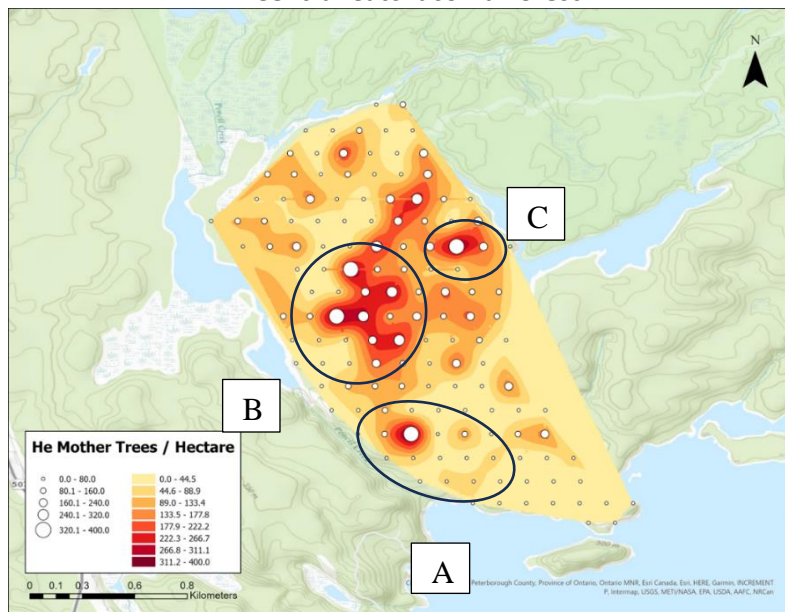 N
C
B
He Mother Trees / Hectare
0.0 - 80.0
80.1 - 160.0
160.1 - 240.0
240.1 - 320.0
320.1 - 400.0
0.0 - 44.5
44.6 - 88.9
89.0 - 133.4
133.5 - 177.8
177.9 - 222.2
222.3 - 266.7
266.8 - 311.1
311.2 - 400.0
A
0 0.1 0.2 0.4 0.6 0.8
Kilometers
Peterborough County, Province of Ontario, Ontario MNR, Esri Canada, Esri, HERE, Garmin, INCREMENT
P, Intermap, USGS, METI/NASA, EPA, USDA, AAFC, NRCan